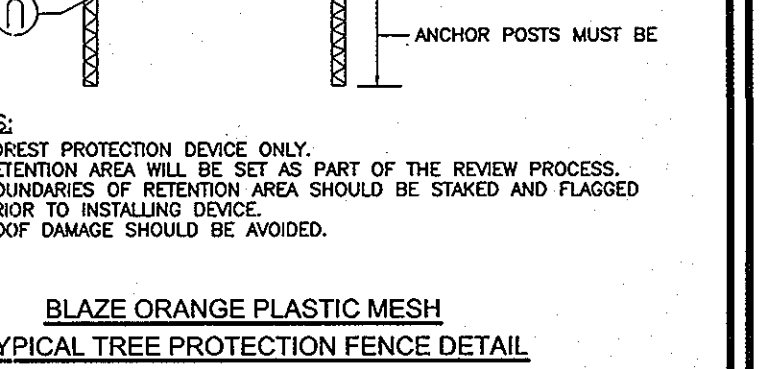 ANCHOR POSTS MUST BE
S:
OREST PROTECTION DEVICE ONLY.
ETENTION AREA WILL BE SET AS PART OF THE REVIEW PROCESS.
OUNDARIES OF RETENTION AREA SHOULD BE STAKED AND FLAGGED
RIOR TO INSTALLING DEVICE.
OOF DAMAGE SHOULD BE AVOIDED.
BLAZE ORANGE PLASTIC MESH
YPICAL TREE PROTECTION FENCE DETAIL